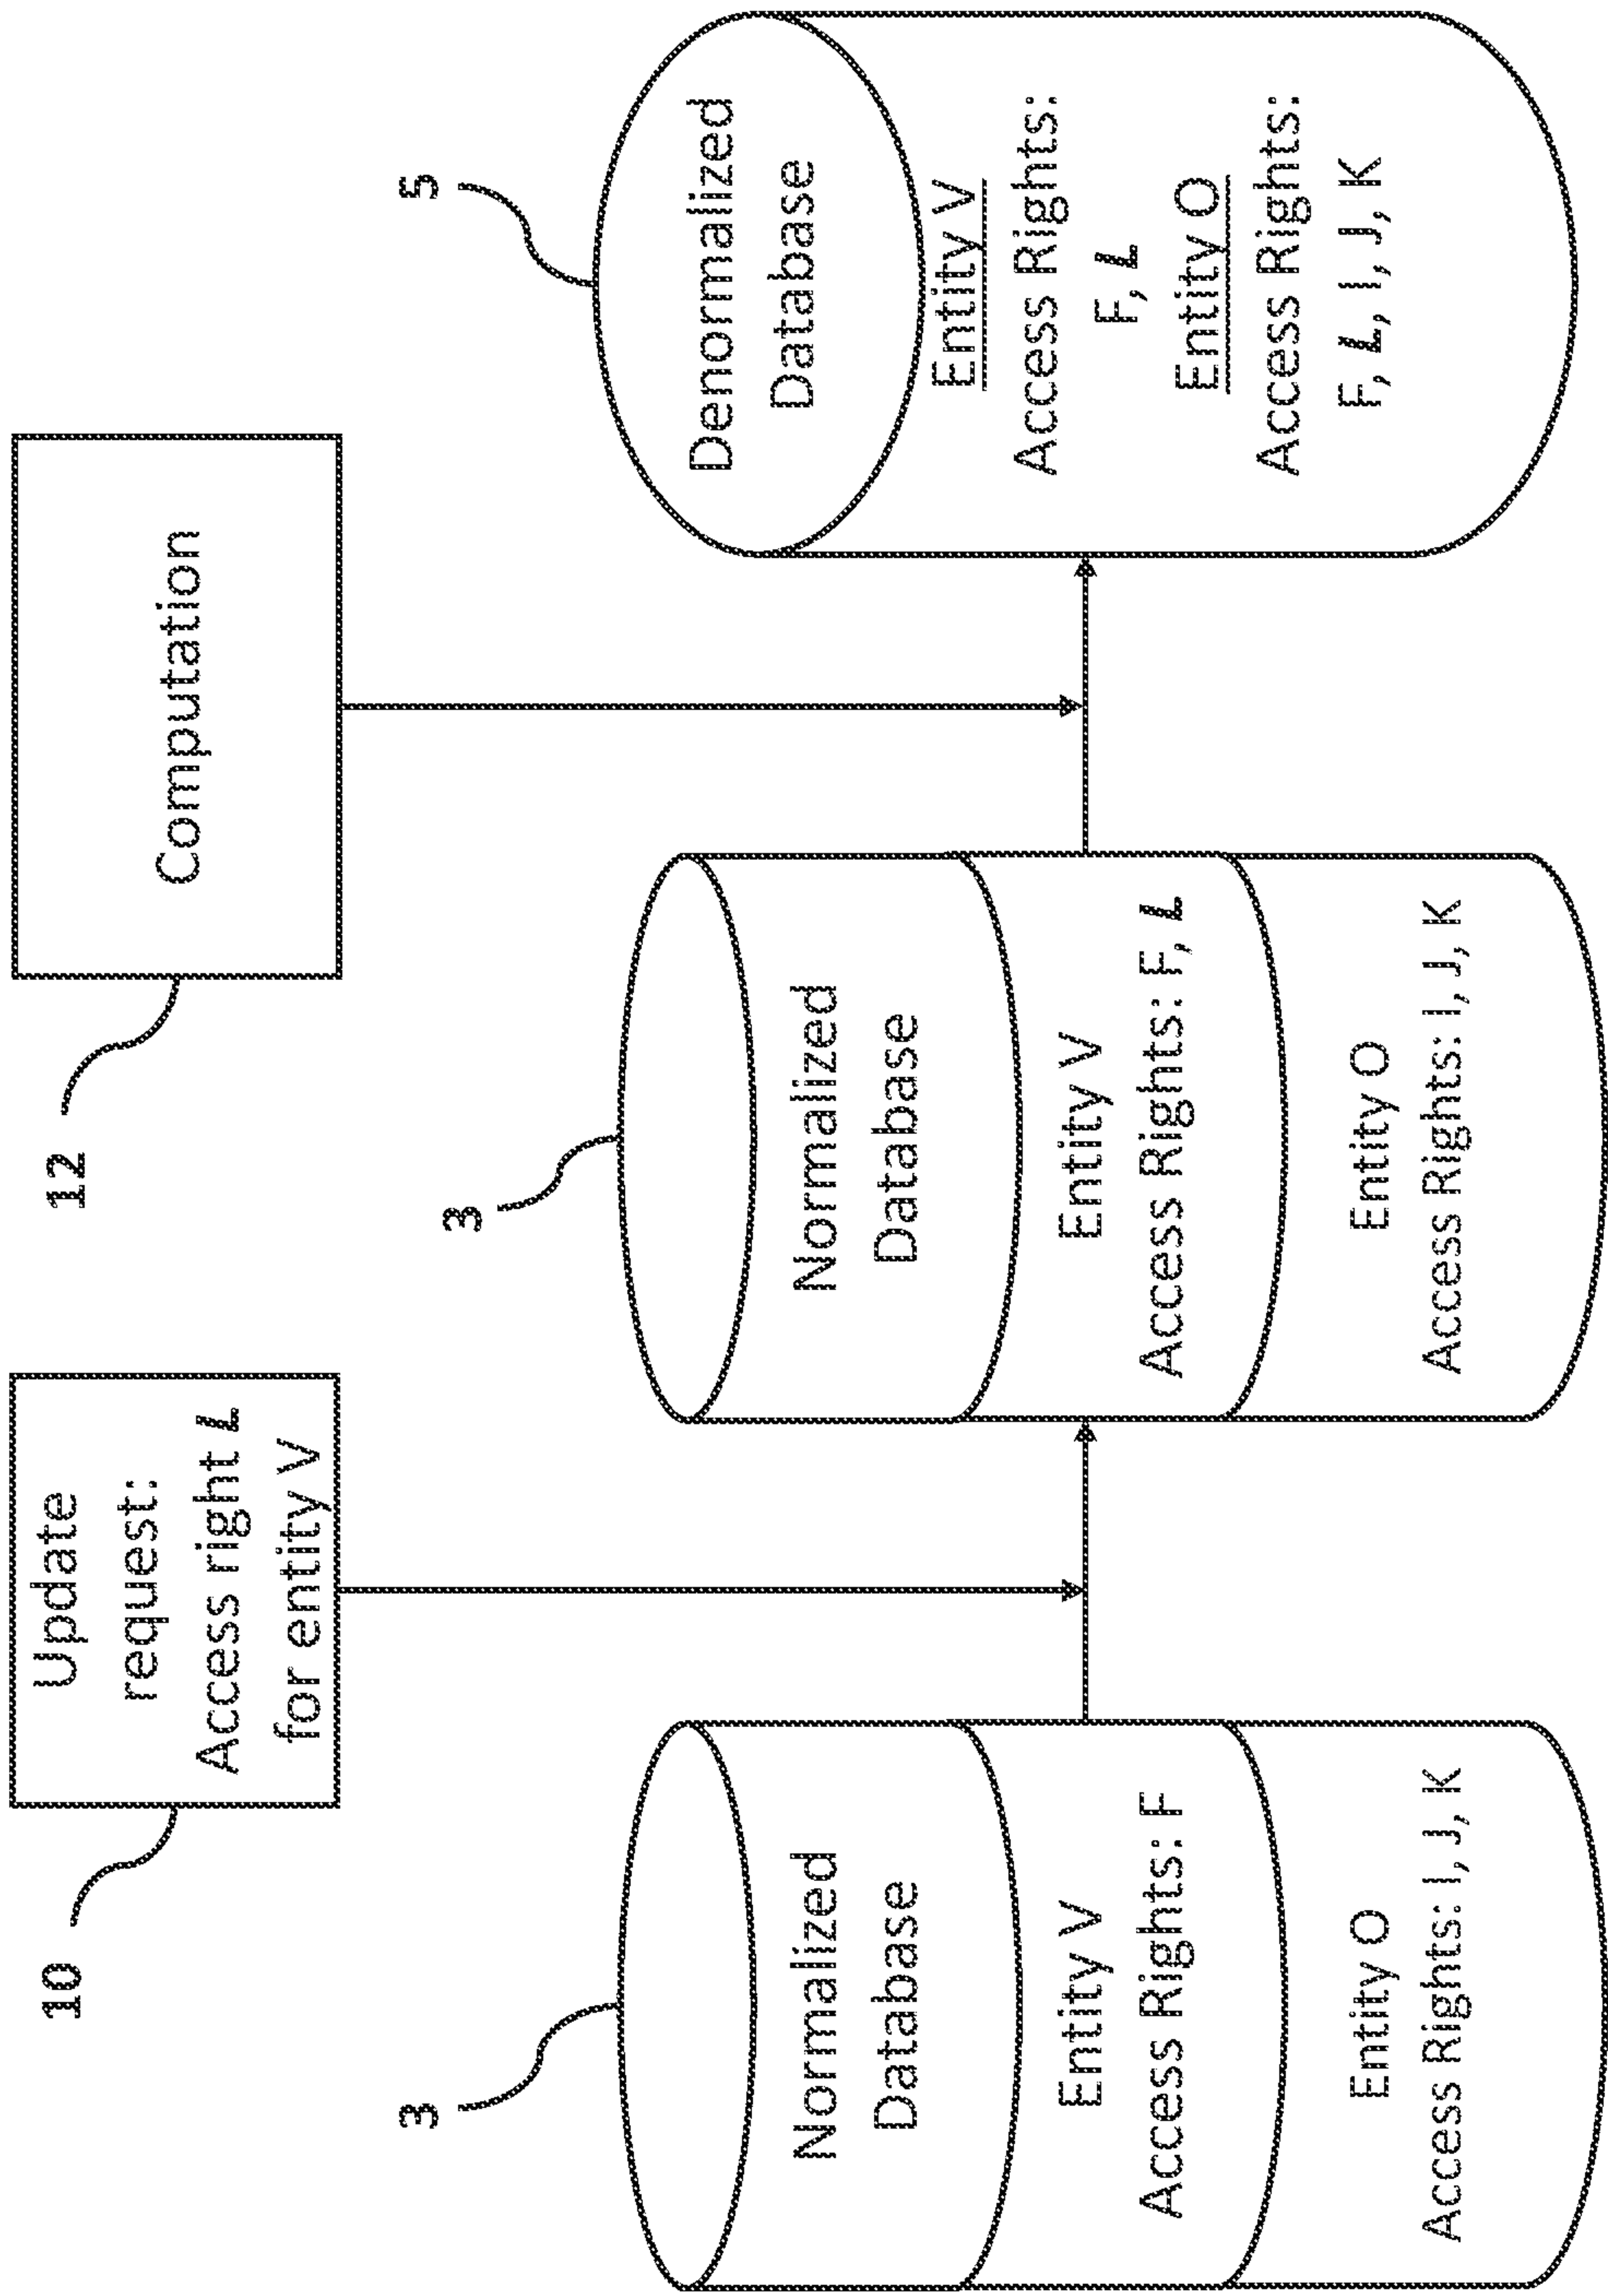 10
Update
request:
Access right L
for entity V
12
Computation
3
Normalized
Database
Entity V
Access Rights: F
Entity O
Access Rights: I, J, K
3
Normalized
Database
Entity V
Access Rights: F, L
Entity O
Access Rights: I, J, K
5
Denormalized
Database
Entity V
Access Rights:
F, L
Entity O
Access Rights:
F, L, I, J, K